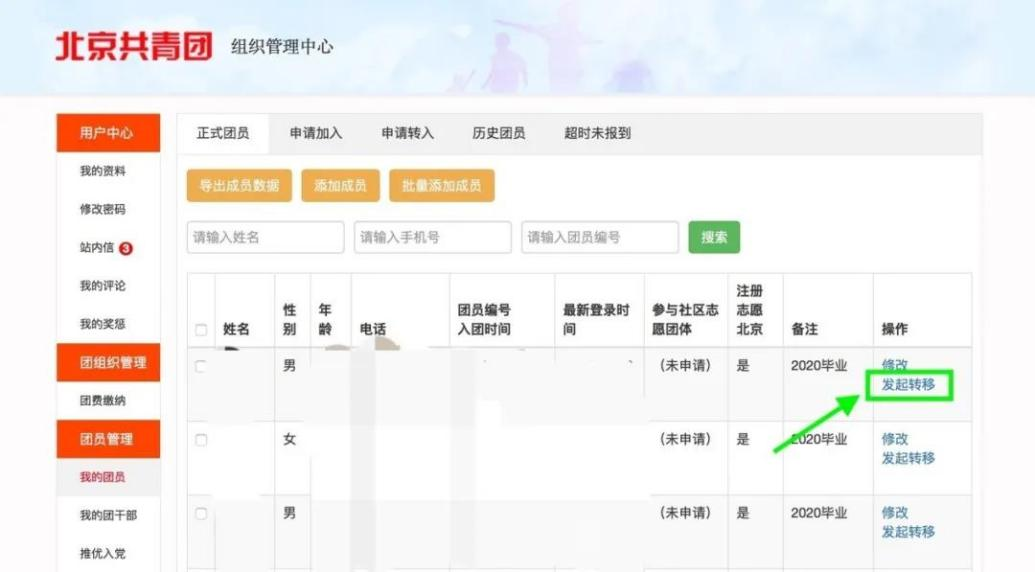 北京共青团 组织管理中心
用户中心
我的资料
修改密码
站内信 3
我的评论
我的奖惩
团组织管理
团费缴纳
团员管理
我的团员
我的团干部
推优入党
正式团员 申请加入 申请转入 历史团员 超时未报到
导出成员数据 添加成员 批量添加成员
请输入姓名 请输入手机号 请输入团员编号 搜索
姓名 性别 年龄 电话 团员编号 入团时间 最新登录时间 参与社区志愿团体 注册志愿北京 备注 操作
男 (未申请) 是 2020毕业 修改
发起转移
女 (未申请) 是 2020毕业 修改
发起转移
男 (未申请) 是 2020毕业 修改
发起转移